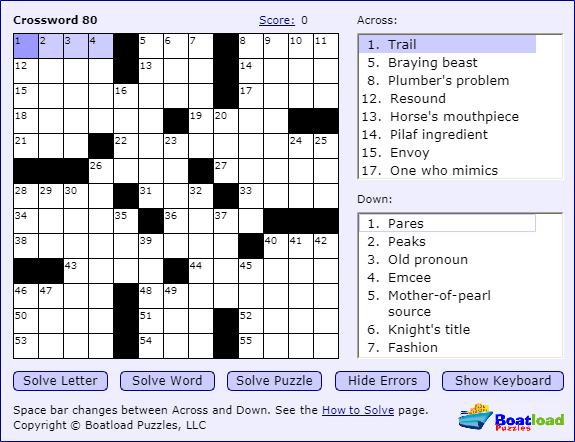 Crossword 80
Score: 0
1 2 3 4 5 6 7 8 9 10 11
12 13 14
15 16 17
18 19 20
21 22 23 24 25
26 27
28 29 30 31 32 33
34 35 36 37
38 39 40 41 42
43 44 45
46 47 48 49
50 51 52
53 54 55
Across:
1. Trail
5. Braying beast
8. Plumber's problem
12. Resound
13. Horse's mouthpiece
14. Pilaf ingredient
15. Envoy
17. One who mimics
Down:
1. Pares
2. Peaks
3. Old pronoun
4. Emcee
5. Mother-of-pearl
source
6. Knight's title
7. Fashion
Solve Letter
Solve Word
Solve Puzzle
Hide Errors
Show Keyboard
Space bar changes between Across and Down. See the How to Solve page.
Copyright © Boatload Puzzles, LLC
Boatload
Puzzles